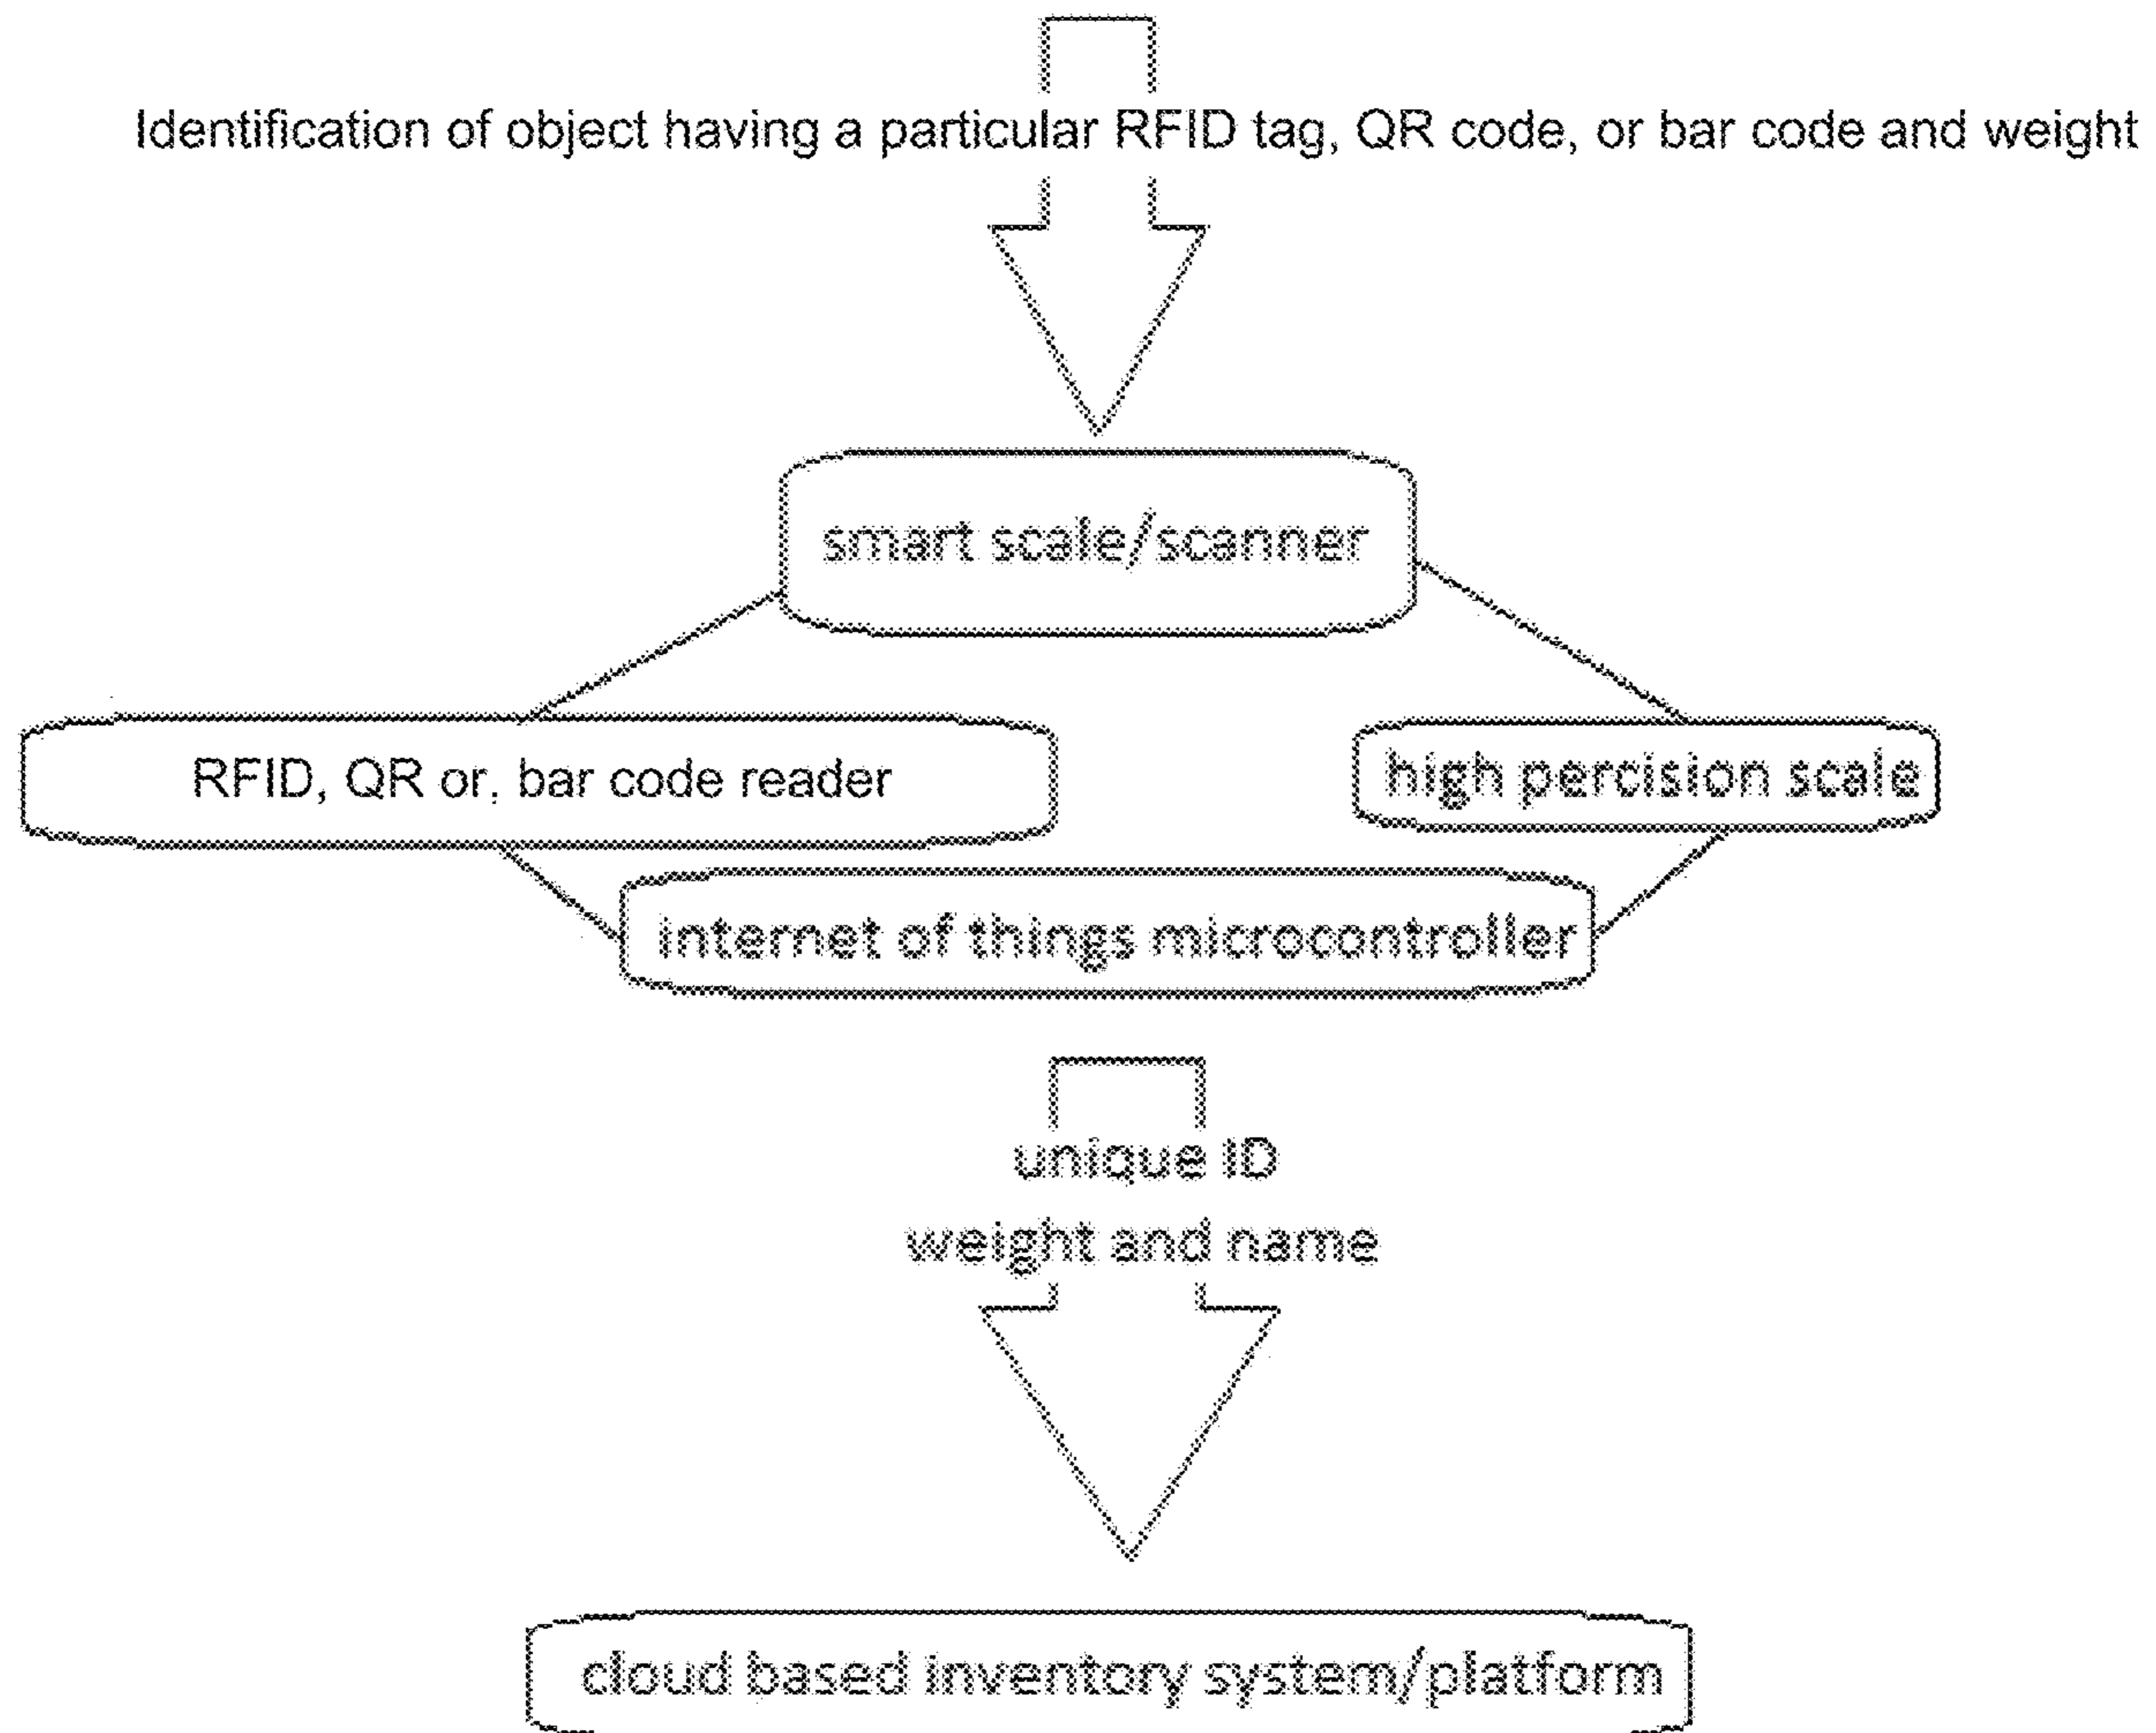 Identification of object having a particular RFID tag, QR code, or bar code and weight
smart scale/scanner
RFID, QR or, bar code reader
high percision scale
internet of things microcontroller
unique ID
weight and name
cloud based inventory system/platform